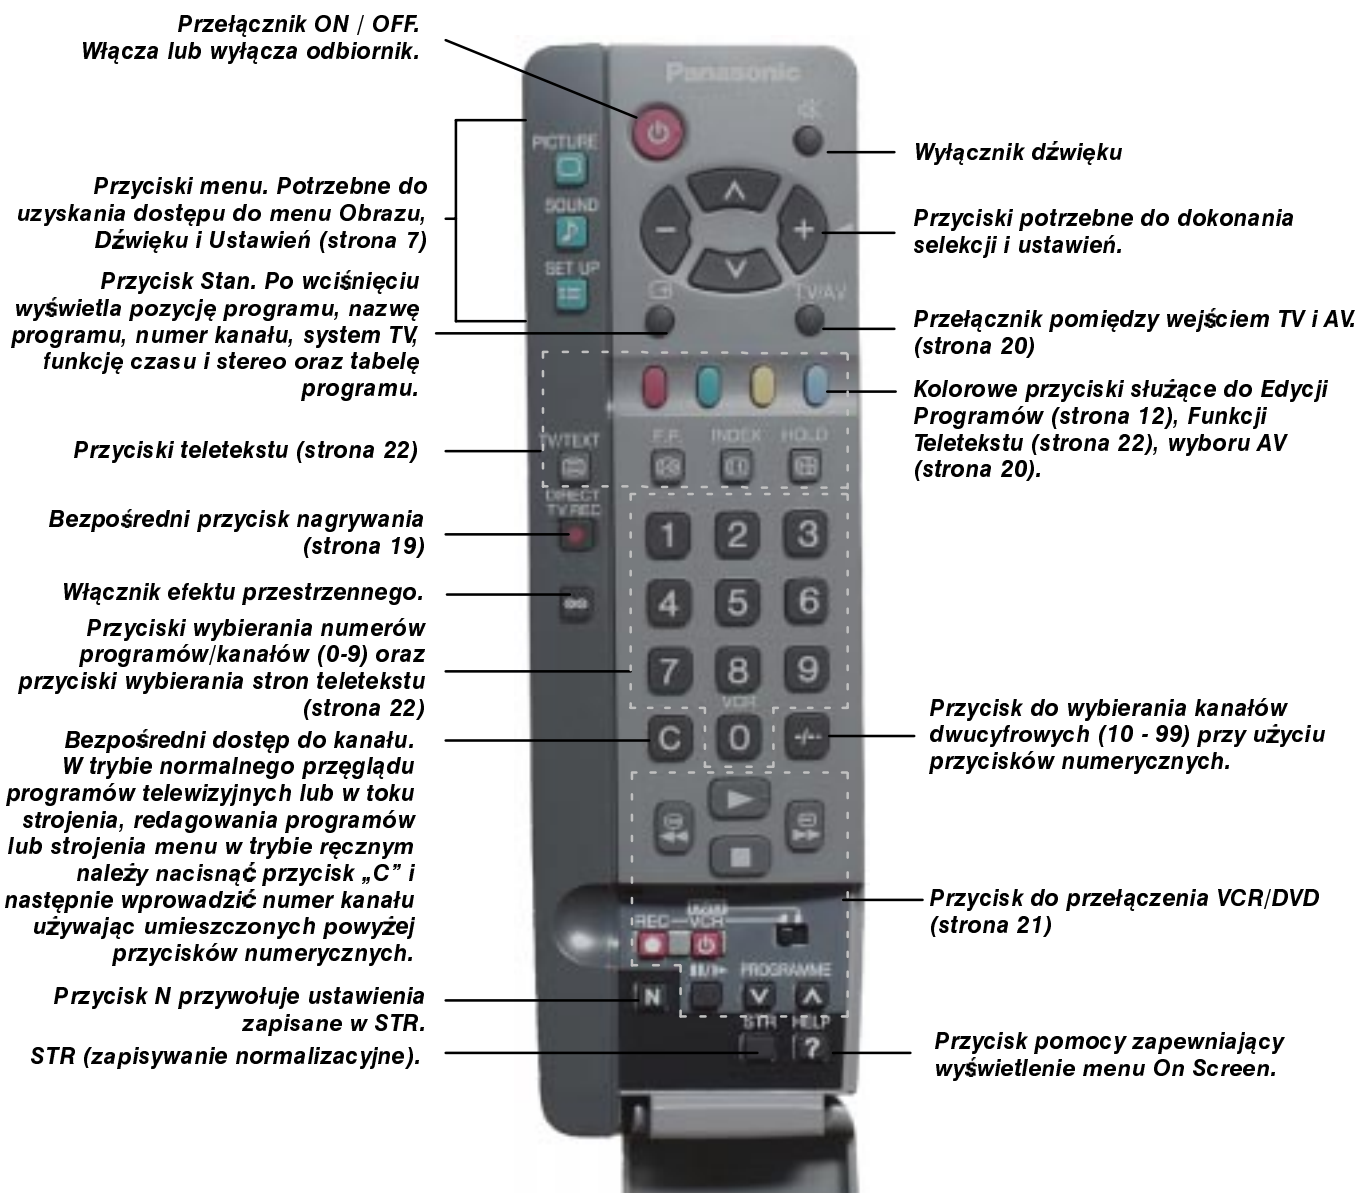 Przełącznik ON / OFF.
Włącza lub wyłącza odbiornik.
Przyciski menu. Potrzebne do
uzyskania dostępu do menu Obrazu,
Dźwięku i Ustawień (strona 7)
Przycisk Stan. Po wciśnięciu
wyświetla pozycję programu, nazwę
programu, numer kanału, system TV,
funkcję czasu i stereo oraz tabelę
programu.
Przyciski teletekstu (strona 22)
Bezpośredni przycisk nagrywania
(strona 19)
Włącznik efektu przestrzennego.
Przyciski wybierania numerów
programów/kanałów (0-9) oraz
przyciski wybierania stron teletekstu
(strona 22)
Bezpośredni dostęp do kanału.
W trybie normalnego przęglądu
programów telewizyjnych lub w toku
strojenia, redagowania programów
lub strojenia menu w trybie ręcznym
należy nacisnąć przycisk „C” i
następnie wprowadzić numer kanału
używając umieszczonych powyżej
przycisków numerycznych.
Przycisk N przywołuje ustawienia
zapisane w STR.
STR (zapisywanie normalizacyjne).
Panasonic
PICTURE
SOUND
SET UP
TV/AV
TV/TEXT
F.F.
INDEX
HOLD
DIRECT
TV REC
1 2 3
4 5 6
7 8 9
VCR
C 0 -/--
REC VCR
PROGRAMME
N
STR HELP
?
Wyłącznik dźwięku
Przyciski potrzebne do dokonania
selekcji i ustawień.
Przełącznik pomiędzy wejściem TV i AV.
(strona 20)
Kolorowe przyciski służące do Edycji
Programów (strona 12), Funkcji
Teletekstu (strona 22), wyboru AV
(strona 20).
Przycisk do wybierania kanałów
dwucyfrowych (10 - 99) przy użyciu
przycisków numerycznych.
Przycisk do przełączenia VCR/DVD
(strona 21)
Przycisk pomocy zapewniający
wyświetlenie menu On Screen.